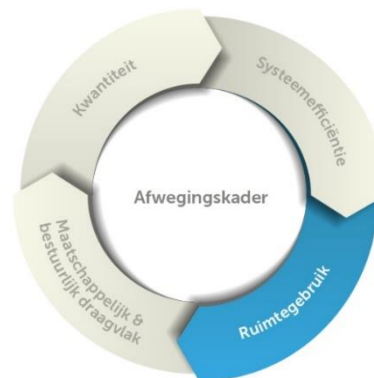 Kwantiteit
Systeemefficiëntie
Afwegingskader
Maatschappelijk &
bestuurlijk draagvlak
Ruimtegebruik